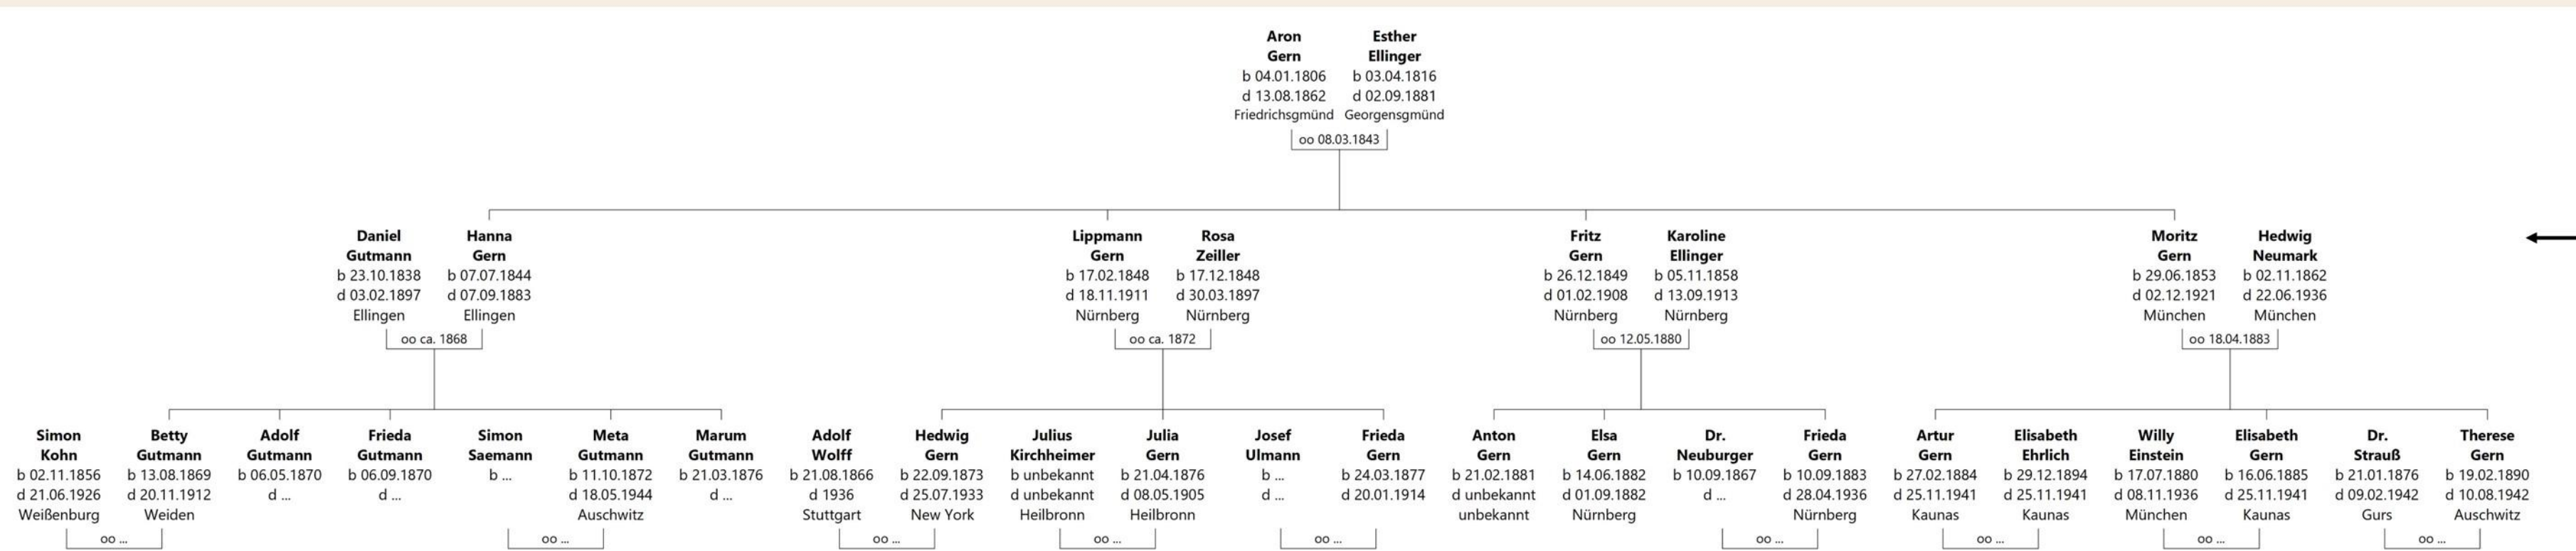 Aron
Gern
b 04.01.1806
d 13.08.1862
Friedrichsgmünd
Esther
Ellinger
b 03.04.1816
d 02.09.1881
Georgensgmünd
oo 08.03.1843
Daniel
Gutmann
b 23.10.1838
d 03.02.1897
Ellingen
Hanna
Gern
b 07.07.1844
d 07.09.1883
Ellingen
oo ca. 1868
Lippmann
Gern
b 17.02.1848
d 18.11.1911
Nürnberg
Rosa
Zeiller
b 17.12.1848
d 30.03.1897
Nürnberg
oo ca. 1872
Fritz
Gern
b 26.12.1849
d 01.02.1908
Nürnberg
Karoline
Ellinger
b 05.11.1858
d 13.09.1913
Nürnberg
oo 12.05.1880
Moritz
Gern
b 29.06.1853
d 02.12.1921
München
Hedwig
Neumark
b 02.11.1862
d 22.06.1936
München
oo 18.04.1883
Simon
Kohn
b 02.11.1856
d 21.06.1926
Weißenburg
Betty
Gutmann
b 13.08.1869
d 20.11.1912
Weiden
oo ...
Adolf
Gutmann
b 06.05.1870
d ...
Frieda
Gutmann
b 06.09.1870
d ...
Simon
Saemann
b ...
Meta
Gutmann
b 11.10.1872
d 18.05.1944
Auschwitz
oo ...
Marum
Gutmann
b 21.03.1876
d ...
Adolf
Wolff
b 21.08.1866
d 1936
Stuttgart
Hedwig
Gern
b 22.09.1873
d 25.07.1933
New York
oo ...
Julius
Kirchheimer
b unbekannt
d unbekannt
Heilbronn
Julia
Gern
b 21.04.1876
d 08.05.1905
Heilbronn
oo ...
Josef
Ulmann
b ...
d ...
Frieda
Gern
b 24.03.1877
d 20.01.1914
oo ...
Anton
Gern
b 21.02.1881
d unbekannt
unbekannt
Elsa
Gern
b 14.06.1882
d 01.09.1882
Nürnberg
Dr.
Neuburger
b 10.09.1867
d ...
Frieda
Gern
b 10.09.1883
d 28.04.1936
Nürnberg
oo ...
Artur
Gern
b 27.02.1884
d 25.11.1941
Kaunas
Elisabeth
Ehrlich
b 29.12.1894
d 25.11.1941
Kaunas
oo ...
Willy
Einstein
b 17.07.1880
d 08.11.1936
München
Elisabeth
Gern
b 16.06.1885
d 25.11.1941
Kaunas
oo ...
Dr.
Strauß
b 21.01.1876
d 09.02.1942
Gurs
Therese
Gern
b 19.02.1890
d 10.08.1942
Auschwitz
oo ...